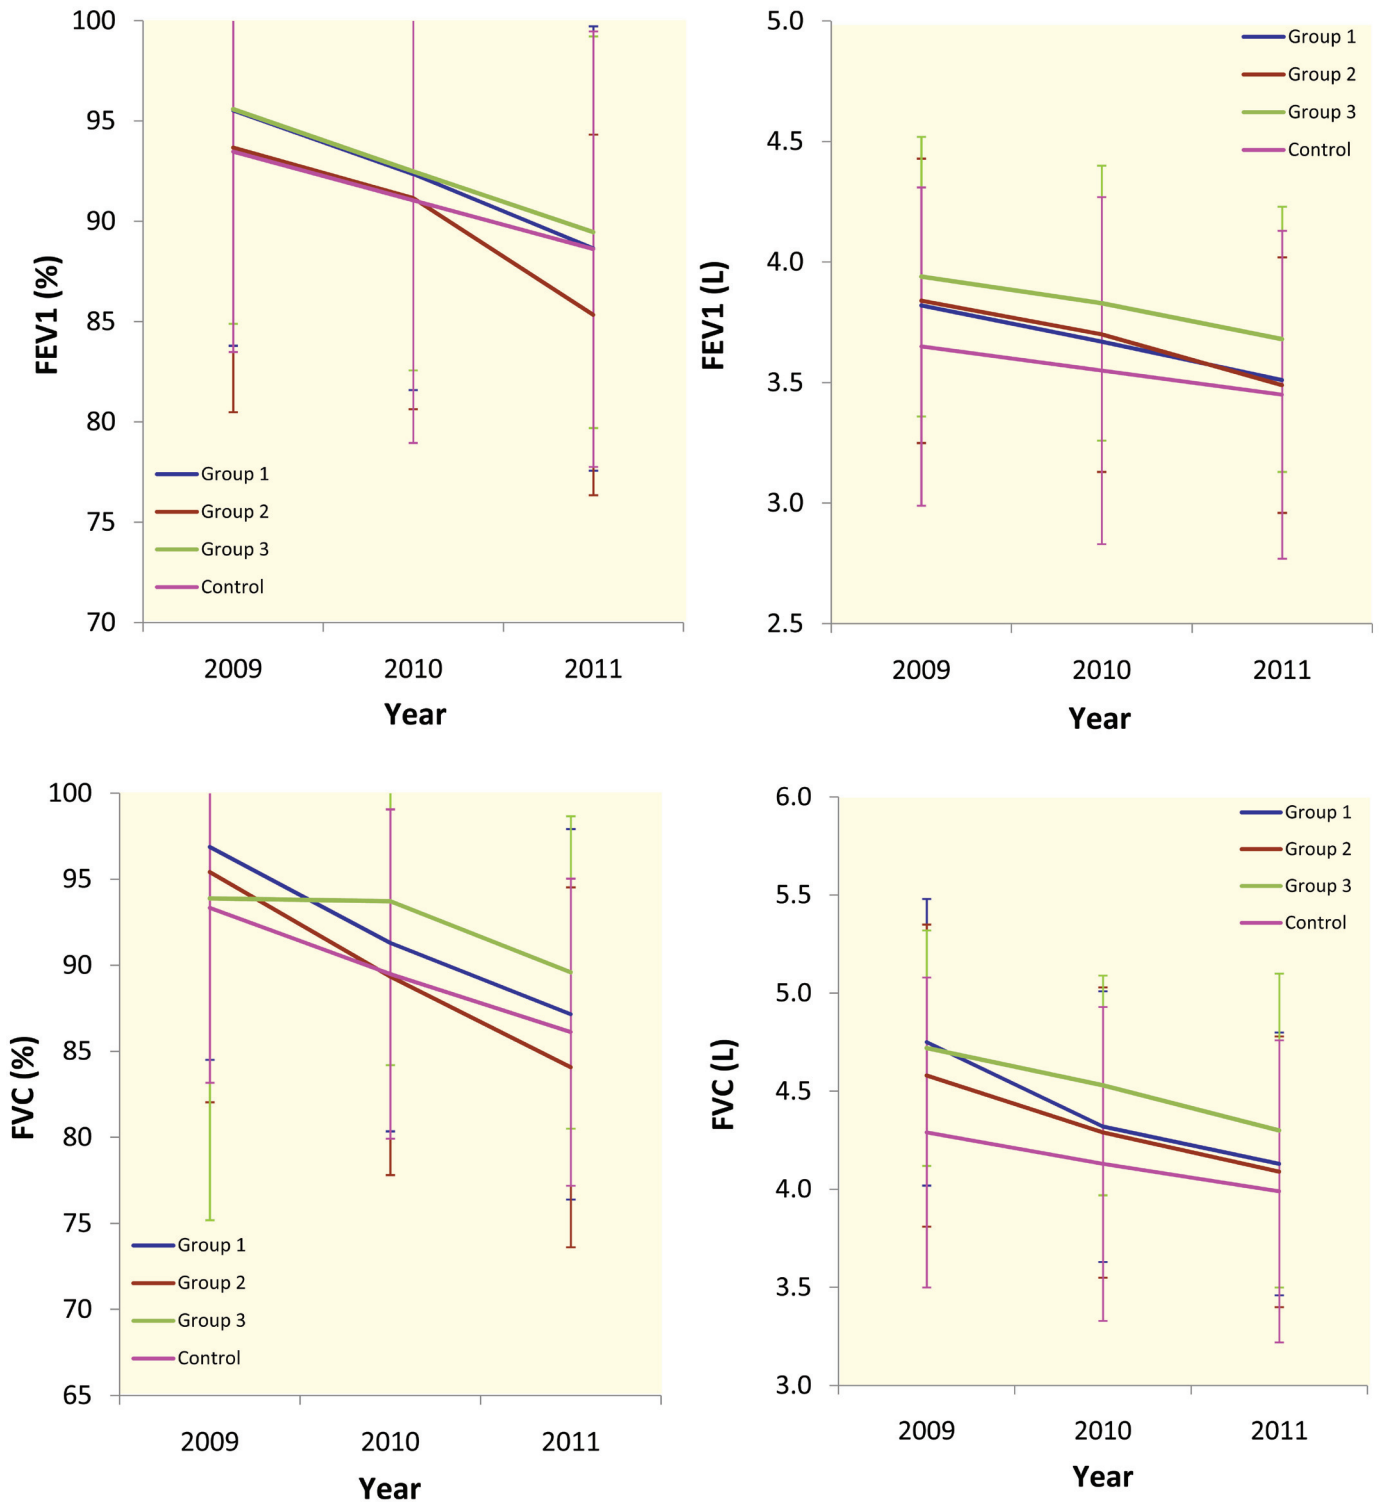 100
95
90
85
80
75
70
FEV1 (%)
Group 1
Group 2
Group 3
Control
2009 2010 2011
Year
5.0
4.5
4.0
3.5
3.0
2.5
FEV1 (L)
Group 1
Group 2
Group 3
Control
2009 2010 2011
Year
100
95
90
85
80
75
70
65
FVC (%)
Group 1
Group 2
Group 3
Control
2009 2010 2011
Year
6.0
5.5
5.0
4.5
4.0
3.5
3.0
FVC (L)
Group 1
Group 2
Group 3
Control
2009 2010 2011
Year